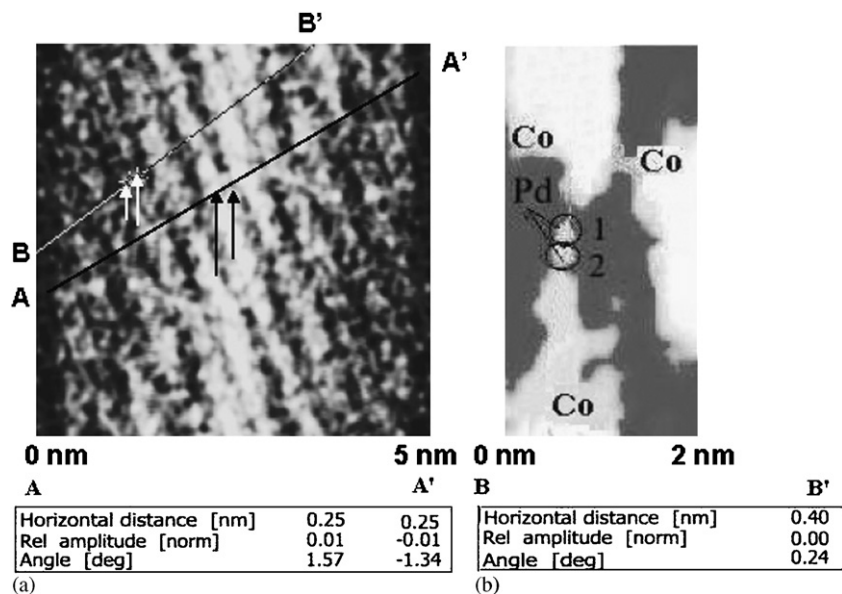 B'
A'
B
A
0 nm 5 nm
Co
Co
Pd
1
2
Co
0 nm 2 nm
A A'
Horizontal distance [nm] 0.25 0.25
Rel amplitude [norm] 0.01 -0.01
Angle [deg] 1.57 -1.34
(a)
B B'
Horizontal distance [nm] 0.40
Rel amplitude [norm] 0.00
Angle [deg] 0.24
(b)